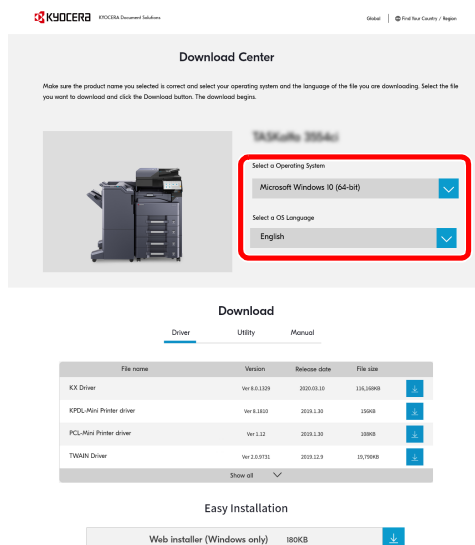 KYOCERA KYOCERA Document Solutions Global Find Your Country / Region
Download Center
Make sure the product name you selected is correct and select your operating system and the language of the file you are downloading. Select the file
you want to download and click the Download button. The download begins.
Select a Operating System
Microsoft Windows 10 (64-bit)
Select a OS Language
English
Download
Driver Utility Manual
File name Version Release date File size
KX Driver Ver 8.0.1329 2020.03.10 116,168KB
KPDL-Mini Printer driver Ver 8.1810 2019.1.30 156KB
PCL-Mini Printer driver Ver 1.12 2019.1.30 108KB
TWAIN Driver Ver 2.0.9731 2019.12.9 19,790KB
Show all
Easy Installation
Web installer (Windows only) 180KB